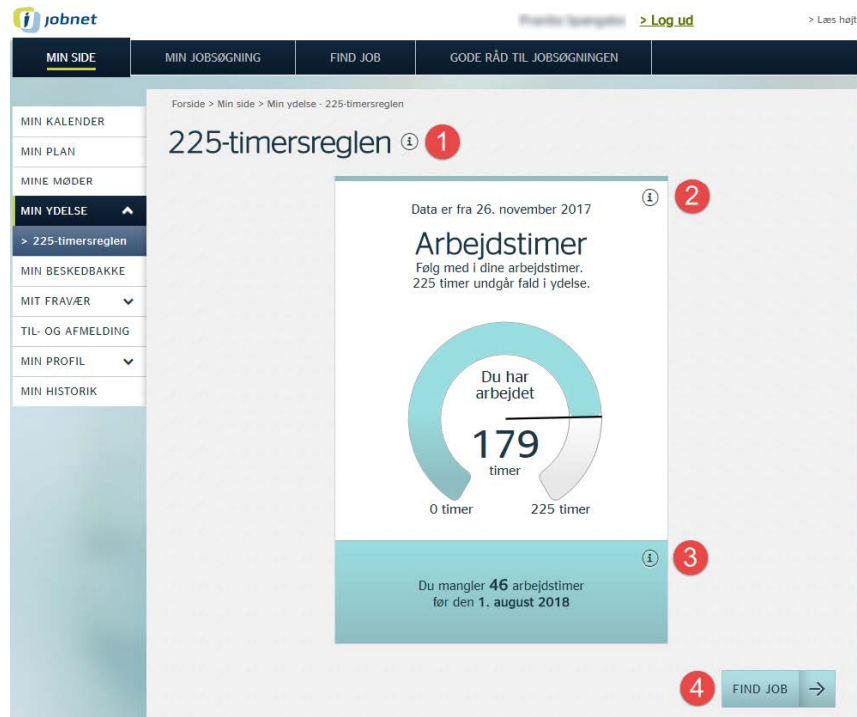 jobnet
> Log ud
> Læs højt
MIN SIDE
MIN JOBSØGNING
FIND JOB
GODE RÅD TIL JOBSØGNINGEN
Forside > Min side > Min ydelse - 225-timersreglen
MIN KALENDER
MIN PLAN
MINE MØDER
MIN YDELSE
> 225-timersreglen
MIN BESKEDBAKKE
MIT FRAVÆR
TIL- OG AFMELDING
MIN PROFIL
MIN HISTORIK
225-timersreglen i 1
i 2
Data er fra 26. november 2017
Arbejdstimer
Følg med i dine arbejdstimer.
225 timer undgår fald i ydelse.
Du har
arbejdet
179
timer
0 timer
225 timer
i 3
Du mangler 46 arbejdstimer
før den 1. august 2018
4 FIND JOB →